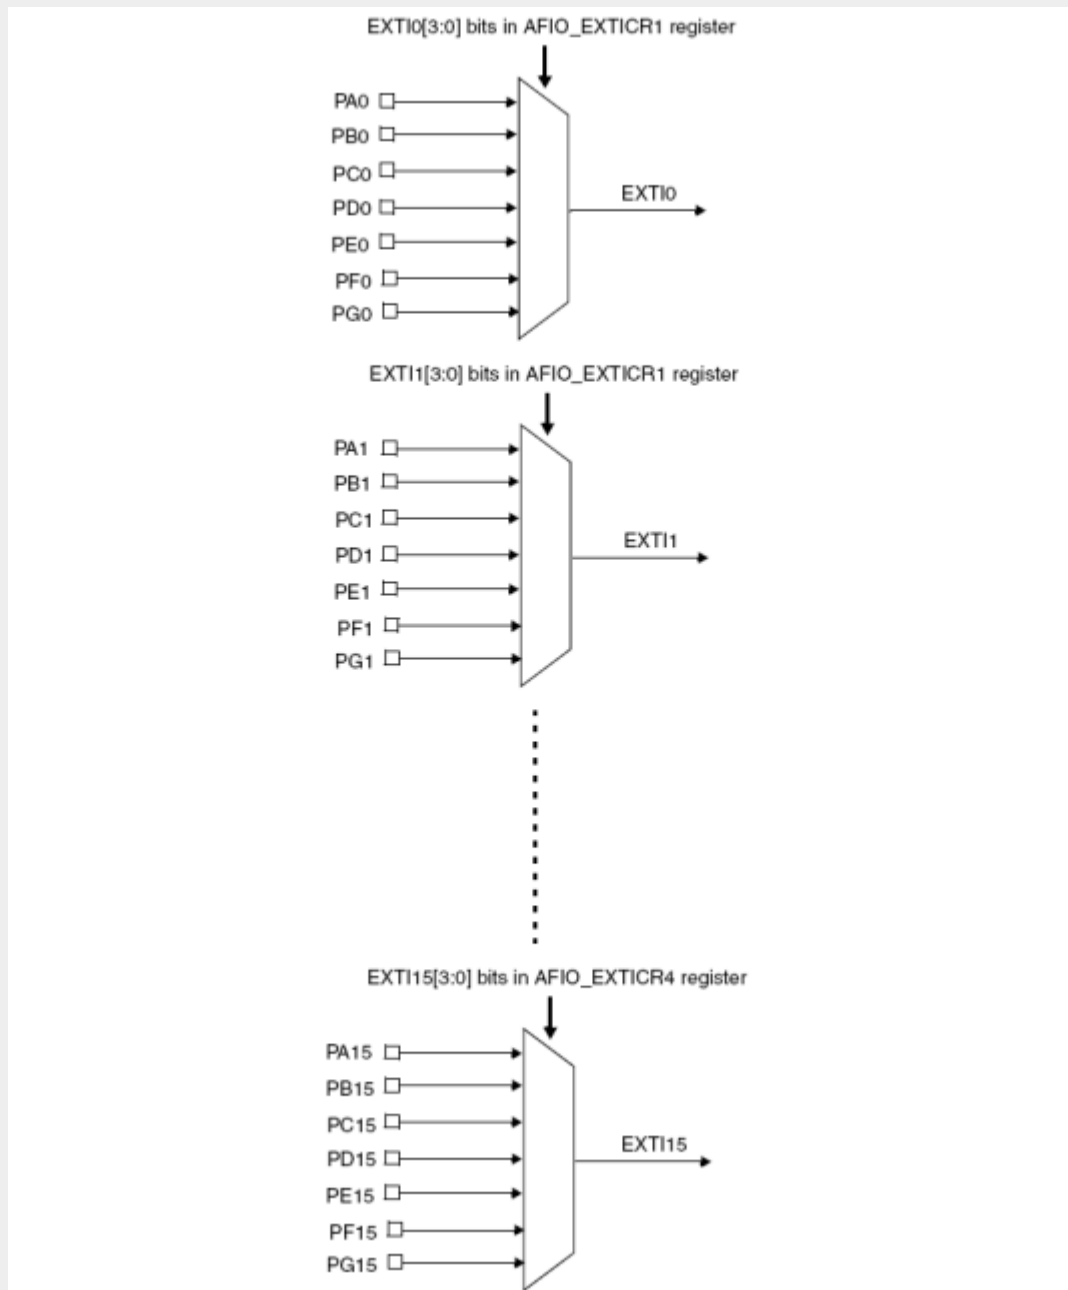 EXTI0[3:0] bits in AFIO_EXTICR1 register
PA0
PB0
PC0
PD0
EXTI0
PE0
PF0
PG0
EXTI1[3:0] bits in AFIO_EXTICR1 register
PA1
PB1
PC1
PD1
EXTI1
PE1
PF1
PG1
EXTI15[3:0] bits in AFIO_EXTICR4 register
PA15
PB15
PC15
PD15
EXTI15
PE15
PF15
PG15